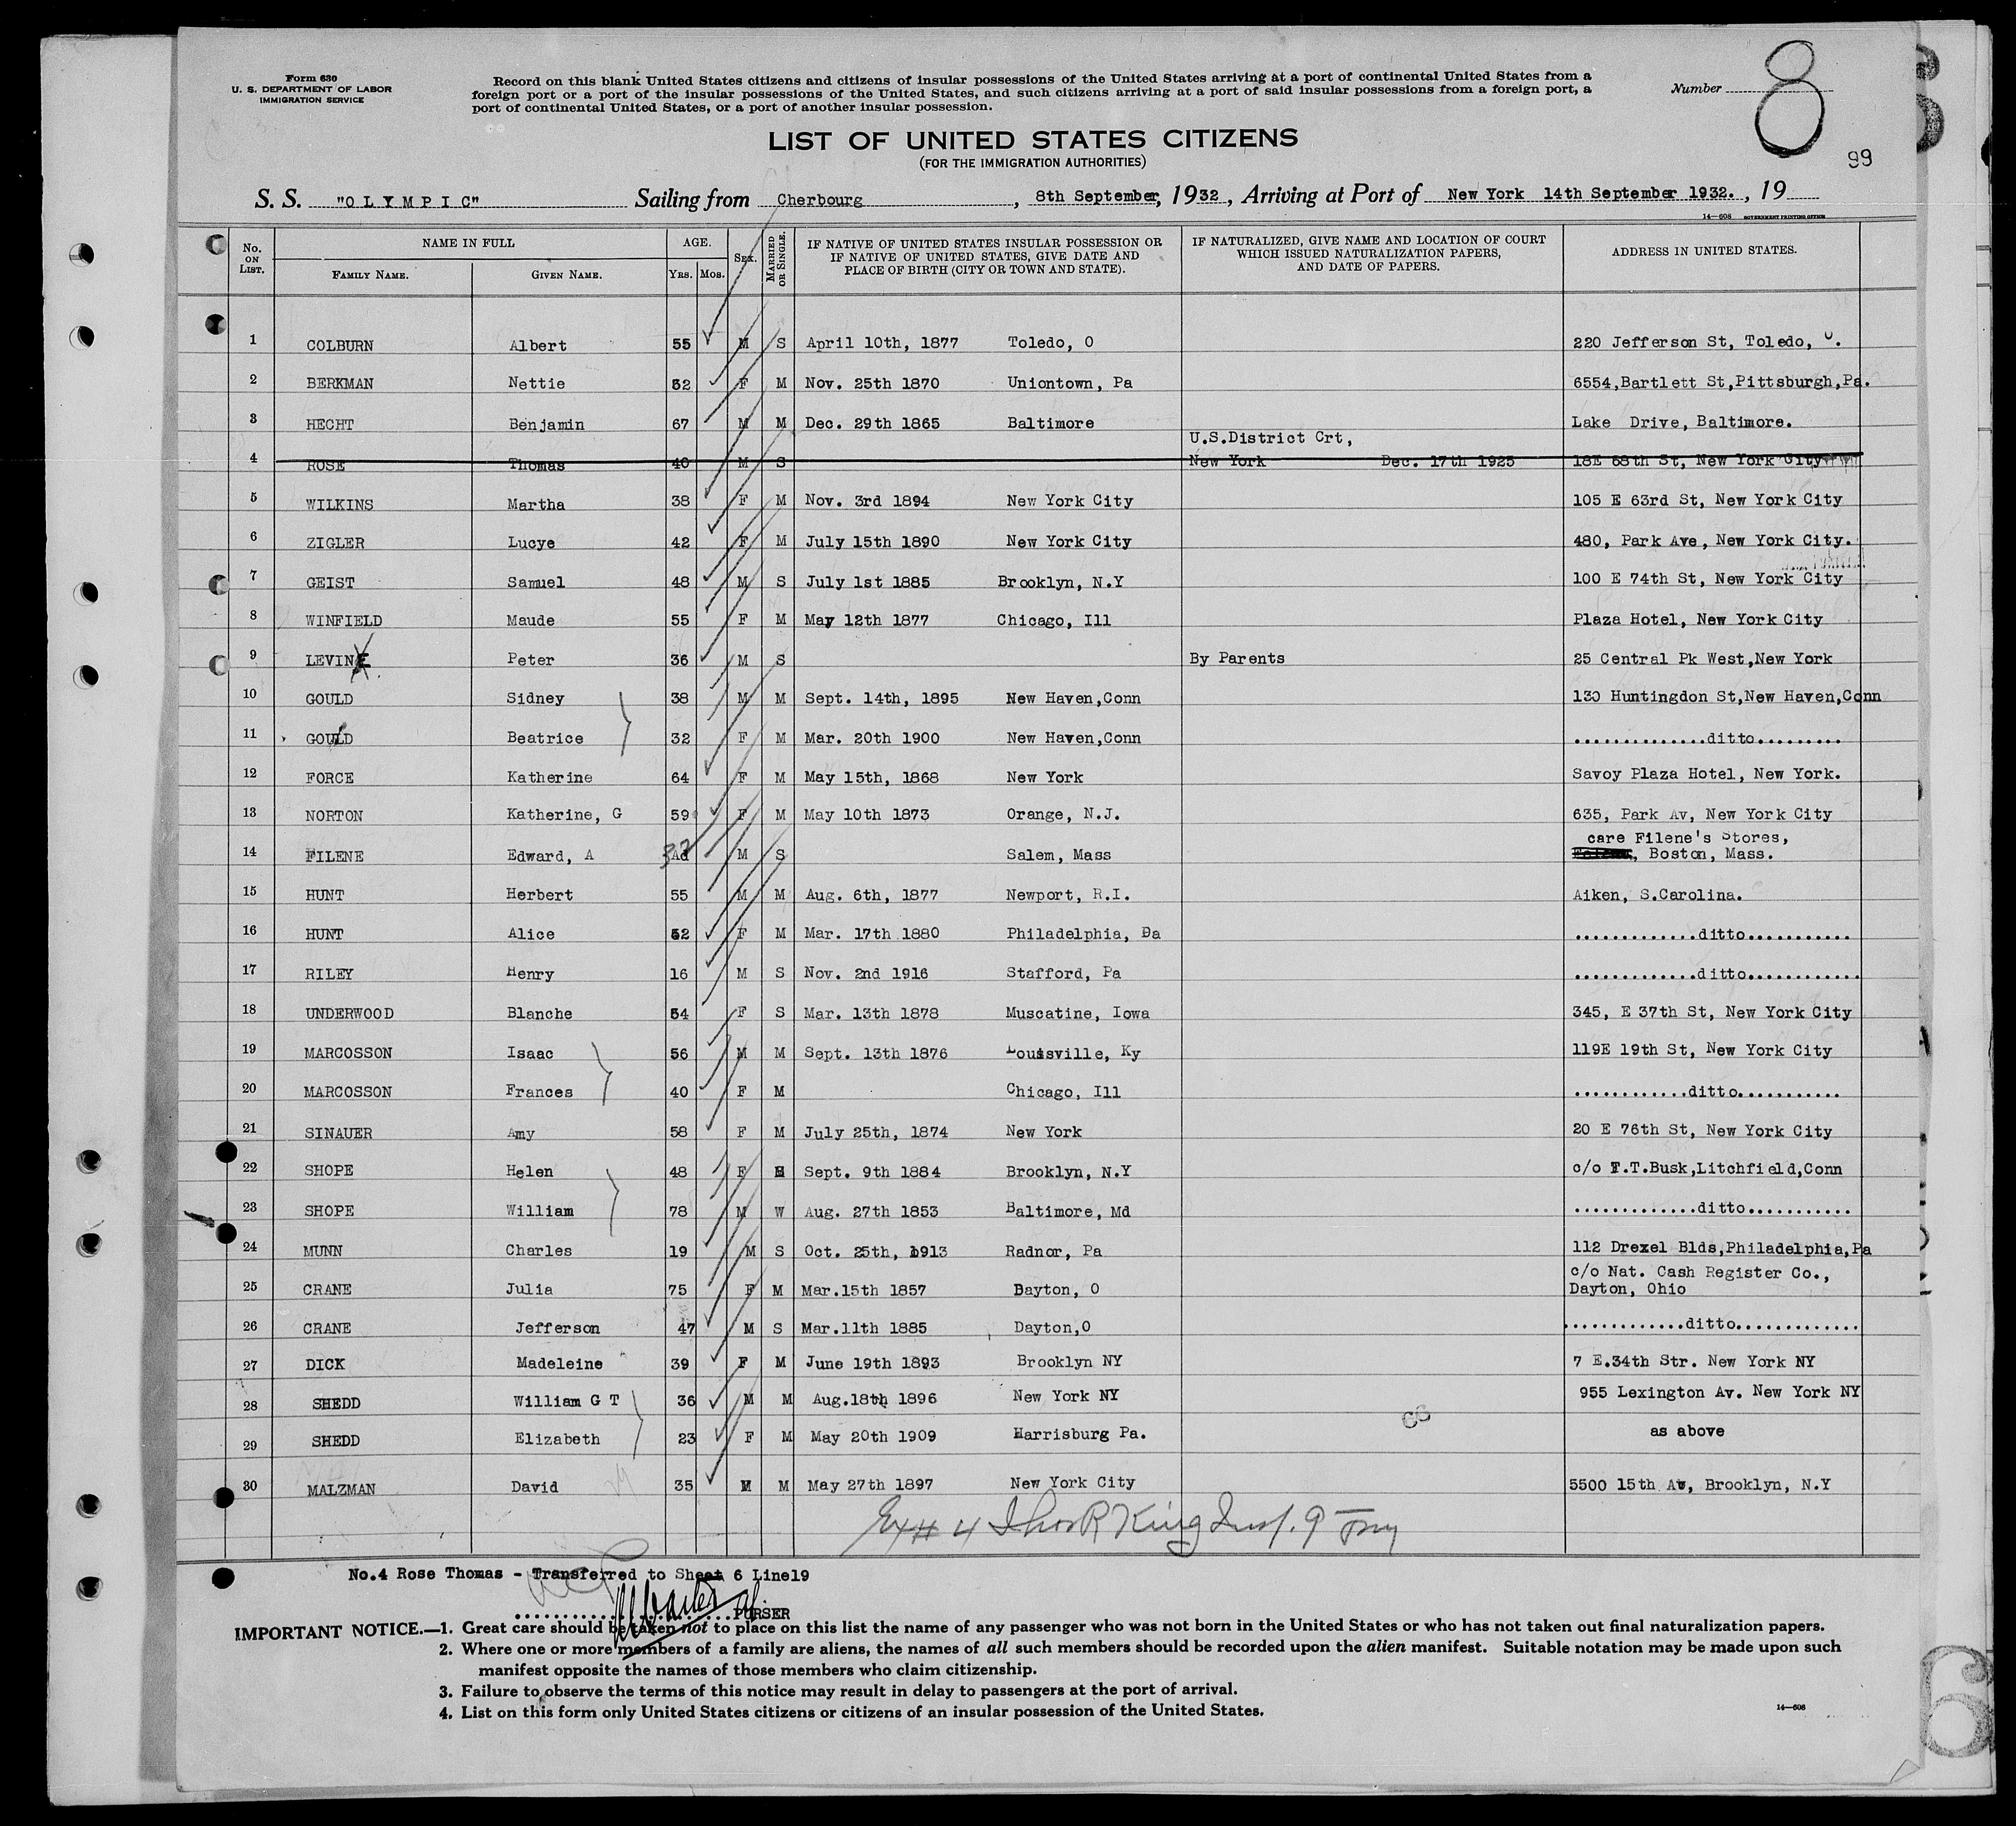 Form 630
U. S. DEPARTMENT OF LABOR
IMMIGRATION SERVICE
Record on this blank United States citizens and citizens of insular possessions of the United States arriving at a port of continental United States from a
foreign port or a port of the insular possessions of the United States, and such citizens arriving at a port of said insular possessions from a foreign port, a
port of continental United States, or a port of another insular possession.
Number 8
99
LIST OF UNITED STATES CITIZENS
(FOR THE IMMIGRATION AUTHORITIES)
S. S. "OLYMPIC" Sailing from Cherbourg, 8th September, 1932, Arriving at Port of New York 14th September 1932., 19
14—608 GOVERNMENT PRINTING OFFICE
No. ON LIST. NAME IN FULL FAMILY NAME. GIVEN NAME. AGE. YRS. MOS. SEX. MARRIED OR SINGLE. IF NATIVE OF UNITED STATES INSULAR POSSESSION OR IF NATIVE OF UNITED STATES, GIVE DATE AND PLACE OF BIRTH (CITY OR TOWN AND STATE). IF NATURALIZED, GIVE NAME AND LOCATION OF COURT WHICH ISSUED NATURALIZATION PAPERS, AND DATE OF PAPERS. ADDRESS IN UNITED STATES.
1 COLBURN Albert 55 M S April 10th, 1877 Toledo, O 220 Jefferson St, Toledo, O.
2 BERKMAN Nettie 52 F M Nov. 25th 1870 Uniontown, Pa 6554,Bartlett St,Pittsburgh,Pa.
3 HECHT Benjamin 67 M M Dec. 29th 1865 Baltimore Lake Drive, Baltimore.
U.S.District Crt,
4 ROSE Thomas 40 M S New York Dec. 17th 1925 18E 68th St, New York City
5 WILKINS Martha 38 F M Nov. 3rd 1894 New York City 105 E 63rd St, New York City
6 ZIGLER Lucye 42 F M July 15th 1890 New York City 480, Park Ave, New York City.
7 GEIST Samuel 48 M S July 1st 1885 Brooklyn, N.Y 100 E 74th St, New York City
8 WINFIELD Maude 55 F M May 12th 1877 Chicago, Ill Plaza Hotel, New York City
9 LEVINE Peter 36 M S By Parents 25 Central Pk West,New York
10 GOULD Sidney 38 M M Sept. 14th, 1895 New Haven,Conn 130 Huntingdon St,New Haven,Conn
11 GOULD Beatrice 32 F M Mar. 20th 1900 New Haven,Conn ..............ditto.........
12 FORCE Katherine 64 F M May 15th, 1868 New York Savoy Plaza Hotel, New York.
13 NORTON Katherine, G 59 F M May 10th 1873 Orange, N.J. 635, Park Av, New York City
care Filene's Stores,
14 FILENE Edward, A Ad M S Salem, Mass , Boston, Mass.
15 HUNT Herbert 55 M M Aug. 6th, 1877 Newport, R.I. Aiken, S.Carolina.
16 HUNT Alice 52 F M Mar. 17th 1880 Philadelphia, Pa .............ditto...........
17 RILEY Henry 16 M S Nov. 2nd 1916 Stafford, Pa .............ditto............
18 UNDERWOOD Blanche 54 F S Mar. 13th 1878 Muscatine, Iowa 345, E 37th St, New York City
19 MARCOSSON Isaac 56 M M Sept. 13th 1876 Louisville, Ky 119E 19th St, New York City
20 MARCOSSON Frances 40 F M Chicago, Ill ............ditto...........
21 SINAUER Amy 58 F M July 25th, 1874 New York 20 E 76th St, New York City
22 SHOPE Helen 48 F Sept. 9th 1884 Brooklyn, N.Y c/o T.T.Busk,Litchfield,Conn
23 SHOPE William 78 M W Aug. 27th 1853 Baltimore, Md .............ditto...........
24 MUNN Charles 19 M S Oct. 25th, 1913 Radnor, Pa 112 Drexel Blds,Philadelphia,Pa
c/o Nat. Cash Register Co.,
25 CRANE Julia 75 F M Mar.15th 1857 Dayton, O Dayton, Ohio
26 CRANE Jefferson 47 M S Mar.11th 1885 Dayton,O .............ditto.............
27 DICK Madeleine 39 F M June 19th 1893 Brooklyn NY 7 E.34th Str. New York NY
28 SHEDD William G T 36 M M Aug.18th 1896 New York NY 955 Lexington Av. New York NY
29 SHEDD Elizabeth 23 F M May 20th 1909 Harrisburg Pa. as above
30 MALZMAN David 35 M M May 27th 1897 New York City 5500 15th Av, Brooklyn, N.Y
Ex # 4 Thos R King Insp.
No.4 Rose Thomas - Transferred to Sheet 6 Line19
PURSER
IMPORTANT NOTICE.—1. Great care should be taken not to place on this list the name of any passenger who was not born in the United States or who has not taken out final naturalization papers.
2. Where one or more members of a family are aliens, the names of all such members should be recorded upon the alien manifest. Suitable notation may be made upon such
manifest opposite the names of those members who claim citizenship.
3. Failure to observe the terms of this notice may result in delay to passengers at the port of arrival.
4. List on this form only United States citizens or citizens of an insular possession of the United States.
14—608